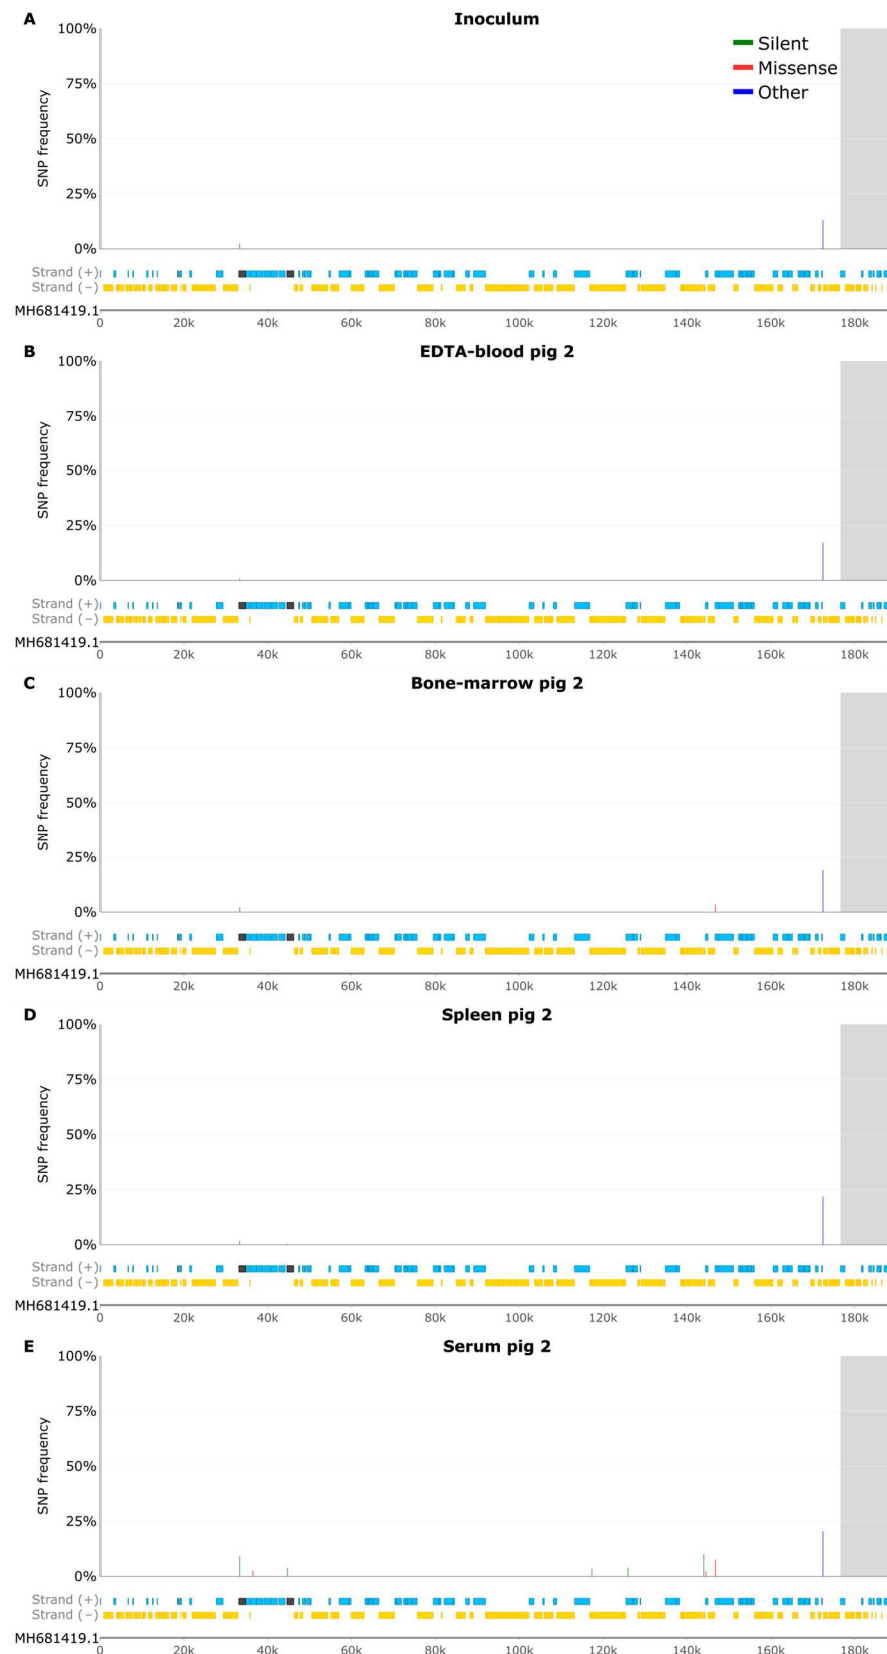 A
Inoculum
100%
75%
50%
25%
0%
SNP frequency
Silent
Missense
Other
Strand (+)
Strand (−)
MH681419.1
0 20k 40k 60k 80k 100k 120k 140k 160k 180k
B
EDTA-blood pig 2
100%
75%
50%
25%
0%
SNP frequency
Strand (+)
Strand (−)
MH681419.1
0 20k 40k 60k 80k 100k 120k 140k 160k 180k
C
Bone-marrow pig 2
100%
75%
50%
25%
0%
SNP frequency
Strand (+)
Strand (−)
MH681419.1
0 20k 40k 60k 80k 100k 120k 140k 160k 180k
D
Spleen pig 2
100%
75%
50%
25%
0%
SNP frequency
Strand (+)
Strand (−)
MH681419.1
0 20k 40k 60k 80k 100k 120k 140k 160k 180k
E
Serum pig 2
100%
75%
50%
25%
0%
SNP frequency
Strand (+)
Strand (−)
MH681419.1
0 20k 40k 60k 80k 100k 120k 140k 160k 180k